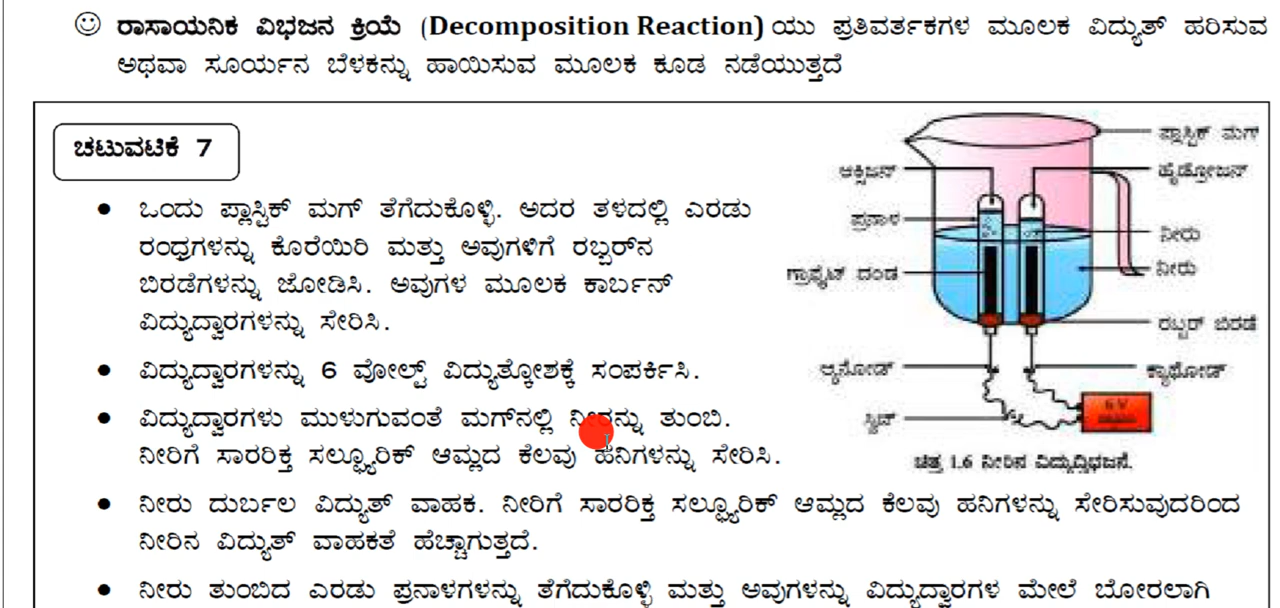 ರಾಸಾಯನಿಕ ವಿಭಜನ ಕ್ರಿಯೆ (Decomposition Reaction) ಯು ಪ್ರತಿವರ್ತಕಗಳ ಮೂಲಕ ವಿದ್ಯುತ್ ಹರಿಸುವ
ಅಥವಾ ಸೂರ್ಯನ ಬೆಳಕನ್ನು ಹಾಯಿಸುವ ಮೂಲಕ ಕೂಡ ನಡೆಯುತ್ತದೆ
ಚಟುವಟಿಕೆ 7
• ಒಂದು ಪ್ಲಾಸ್ಟಿಕ್ ಮಗ್ ತೆಗೆದುಕೊಳ್ಳಿ. ಅದರ ತಳದಲ್ಲಿ ಎರಡು
ರಂಧ್ರಗಳನ್ನು ಕೊರೆಯಿರಿ ಮತ್ತು ಅವುಗಳಿಗೆ ರಬ್ಬರ್‌ನ
ಬಿರಡೆಗಳನ್ನು ಜೋಡಿಸಿ. ಅವುಗಳ ಮೂಲಕ ಕಾರ್ಬನ್
ವಿದ್ಯುದ್ವಾರಗಳನ್ನು ಸೇರಿಸಿ.
• ವಿದ್ಯುದ್ವಾರಗಳನ್ನು 6 ವೋಲ್ಟ್ ವಿದ್ಯುತ್ಕೋಶಕ್ಕೆ ಸಂಪರ್ಕಿಸಿ.
• ವಿದ್ಯುದ್ವಾರಗಳು ಮುಳುಗುವಂತೆ ಮಗ್‌ನಲ್ಲಿ ನೀರನ್ನು ತುಂಬಿ.
ನೀರಿಗೆ ಸಾರರಿಕ್ತ ಸಲ್ಫ್ಯೂರಿಕ್ ಆಮ್ಲದ ಕೆಲವು ಹನಿಗಳನ್ನು ಸೇರಿಸಿ.
ಪ್ಲಾಸ್ಟಿಕ್ ಮಗ್
ಆಕ್ಸಿಜನ್
ಹೈಡ್ರೋಜನ್
ಪ್ರನಾಳ
ನೀರು
ನೀರು
ಗ್ರಾಫೈಟ್ ದಂಡ
ರಬ್ಬರ್ ಬಿರಡೆ
ಆ್ಯನೋಡ್
ಕ್ಯಾಥೋಡ್
ಸ್ವಿಚ್
6 V
ಚಿತ್ರ 1.6 ನೀರಿನ ವಿದ್ಯುದ್ವಿಭಜನೆ.
• ನೀರು ದುರ್ಬಲ ವಿದ್ಯುತ್ ವಾಹಕ. ನೀರಿಗೆ ಸಾರರಿಕ್ತ ಸಲ್ಫ್ಯೂರಿಕ್ ಆಮ್ಲದ ಕೆಲವು ಹನಿಗಳನ್ನು ಸೇರಿಸುವುದರಿಂದ
ನೀರಿನ ವಿದ್ಯುತ್ ವಾಹಕತೆ ಹೆಚ್ಚಾಗುತ್ತದೆ.
• ನೀರು ತುಂಬಿದ ಎರಡು ಪ್ರನಾಳಗಳನ್ನು ತೆಗೆದುಕೊಳ್ಳಿ ಮತ್ತು ಅವುಗಳನ್ನು ವಿದ್ಯುದ್ವಾರಗಳ ಮೇಲೆ ಬೋರಲಾಗಿ